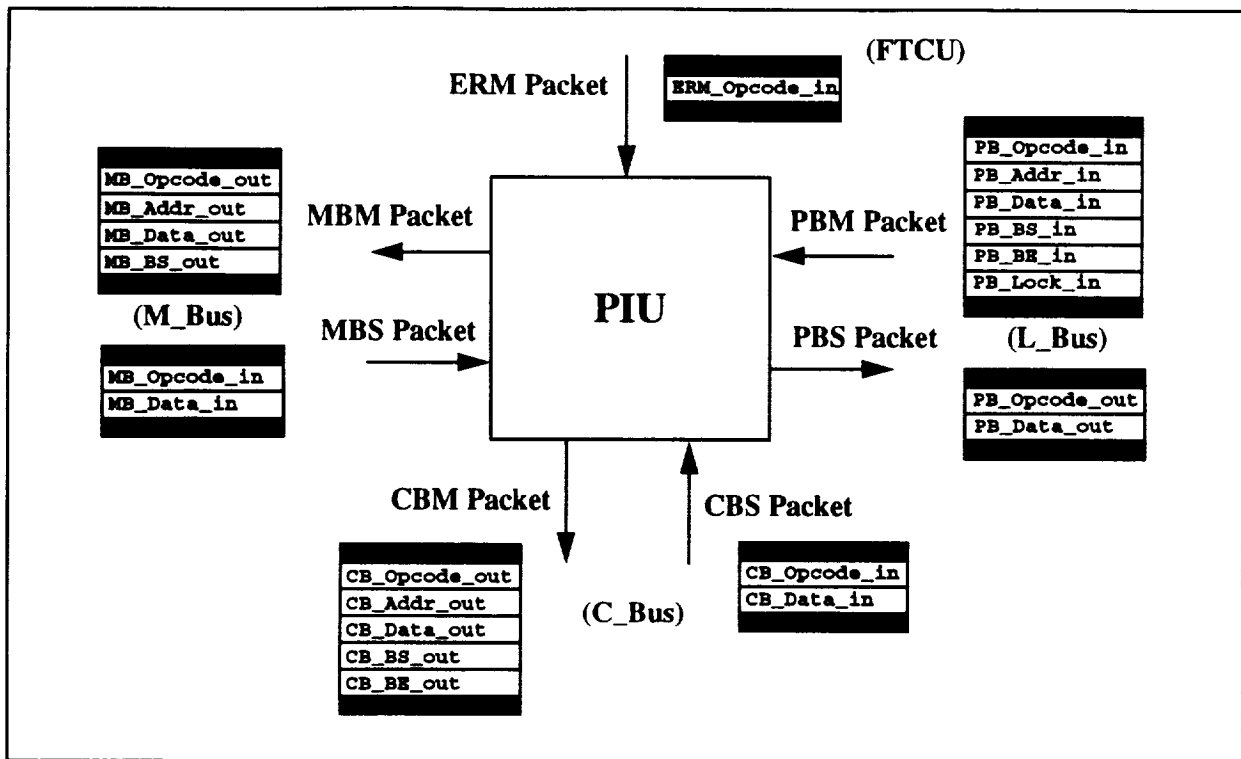 (FTCU)
ERM Packet
ERM_Opcode_in
MB_Opcode_out
MB_Addr_out
MB_Data_out
MB_BS_out
(M_Bus)
MB_Opcode_in
MB_Data_in
MBM Packet
MBS Packet
PIU
PBM Packet
PBS Packet
PB_Opcode_in
PB_Addr_in
PB_Data_in
PB_BS_in
PB_BE_in
PB_Lock_in
(L_Bus)
PB_Opcode_out
PB_Data_out
CBM Packet
CBS Packet
CB_Opcode_out
CB_Addr_out
CB_Data_out
CB_BS_out
CB_BE_out
(C_Bus)
CB_Opcode_in
CB_Data_in